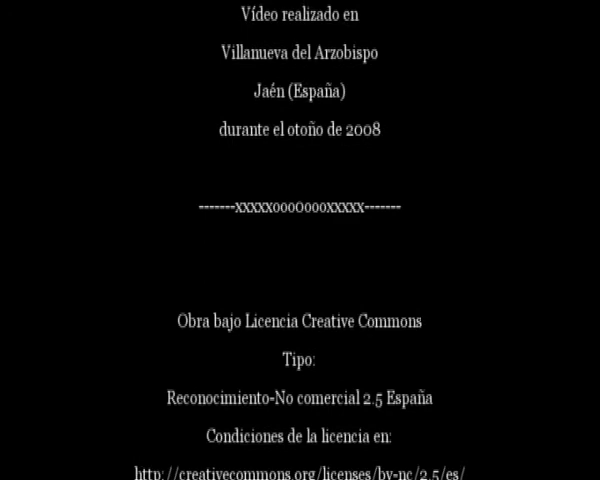 Vídeo realizado en
Villanueva del Arzobispo
Jaén (España)
durante el otoño de 2008
-------xxxxxooo0oooxxxxx-------
Obra bajo Licencia Creative Commons
Tipo:
Reconocimiento-No comercial 2.5 España
Condiciones de la licencia en:
http://creativecommons.org/licenses/by-nc/2.5/es/